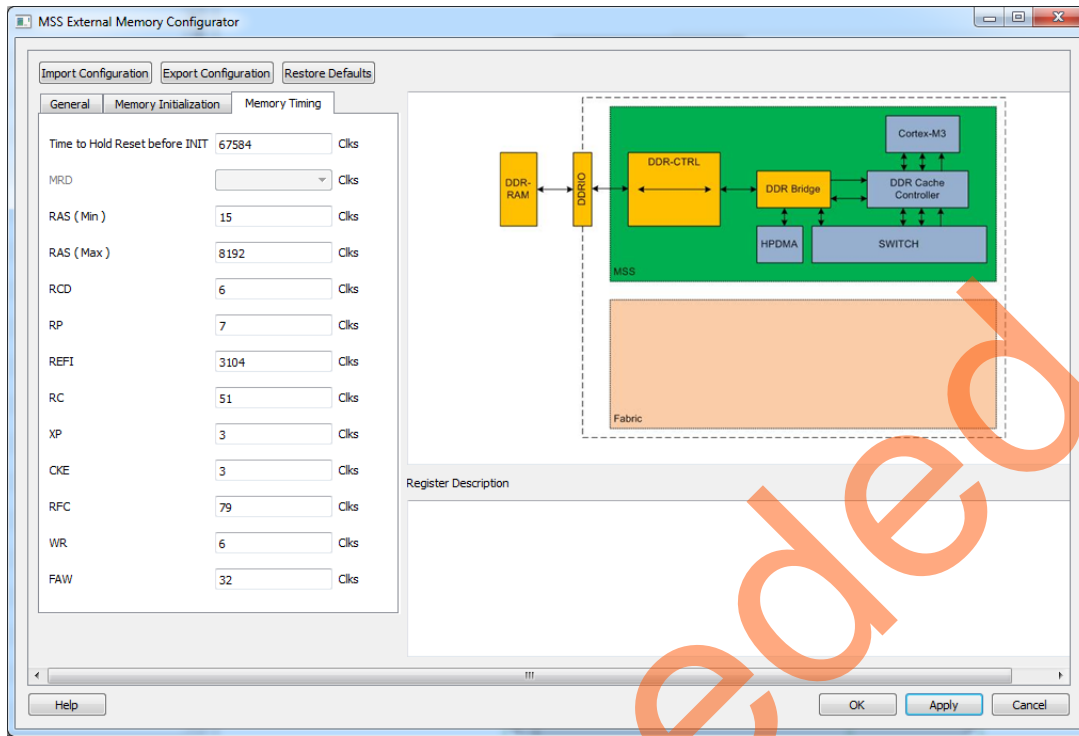 MSS External Memory Configurator
Import Configuration Export Configuration Restore Defaults
General Memory Initialization Memory Timing
Time to Hold Reset before INIT 67584 Clks
MRD Clks
RAS ( Min ) 15 Clks
RAS ( Max ) 8192 Clks
RCD 6 Clks
RP 7 Clks
REFI 3104 Clks
RC 51 Clks
XP 3 Clks
CKE 3 Clks
RFC 79 Clks
WR 6 Clks
FAW 32 Clks
DDR-
RAM
DDRIO
DDR-CTRL
DDR Bridge
Cortex-M3
DDR Cache
Controller
HPDMA
SWITCH
MSS
Fabric
Register Description
Help OK Apply Cancel
ed
ed